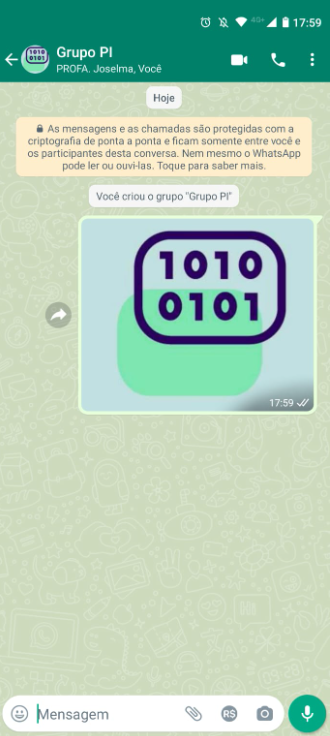 17:59
Grupo PI
PROFA. Joselma, Você
Hoje
As mensagens e as chamadas são protegidas com a
criptografia de ponta a ponta e ficam somente entre você e
os participantes desta conversa. Nem mesmo o WhatsApp
pode ler ou ouvi-las. Toque para saber mais.
Você criou o grupo "Grupo PI"
1010
0101
17:59
Mensagem
R$